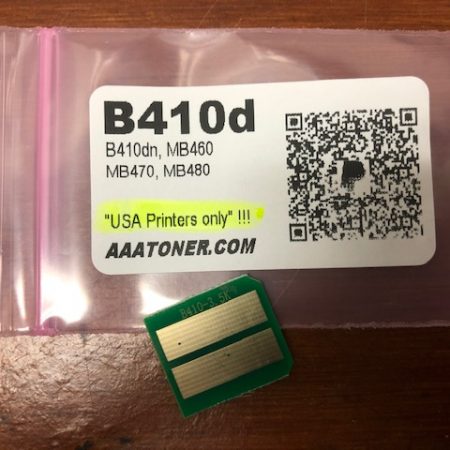 B410d
B410dn, MB460
MB470, MB480
"USA Printers only" !!!
AAATONER.COM
B410-3.5K